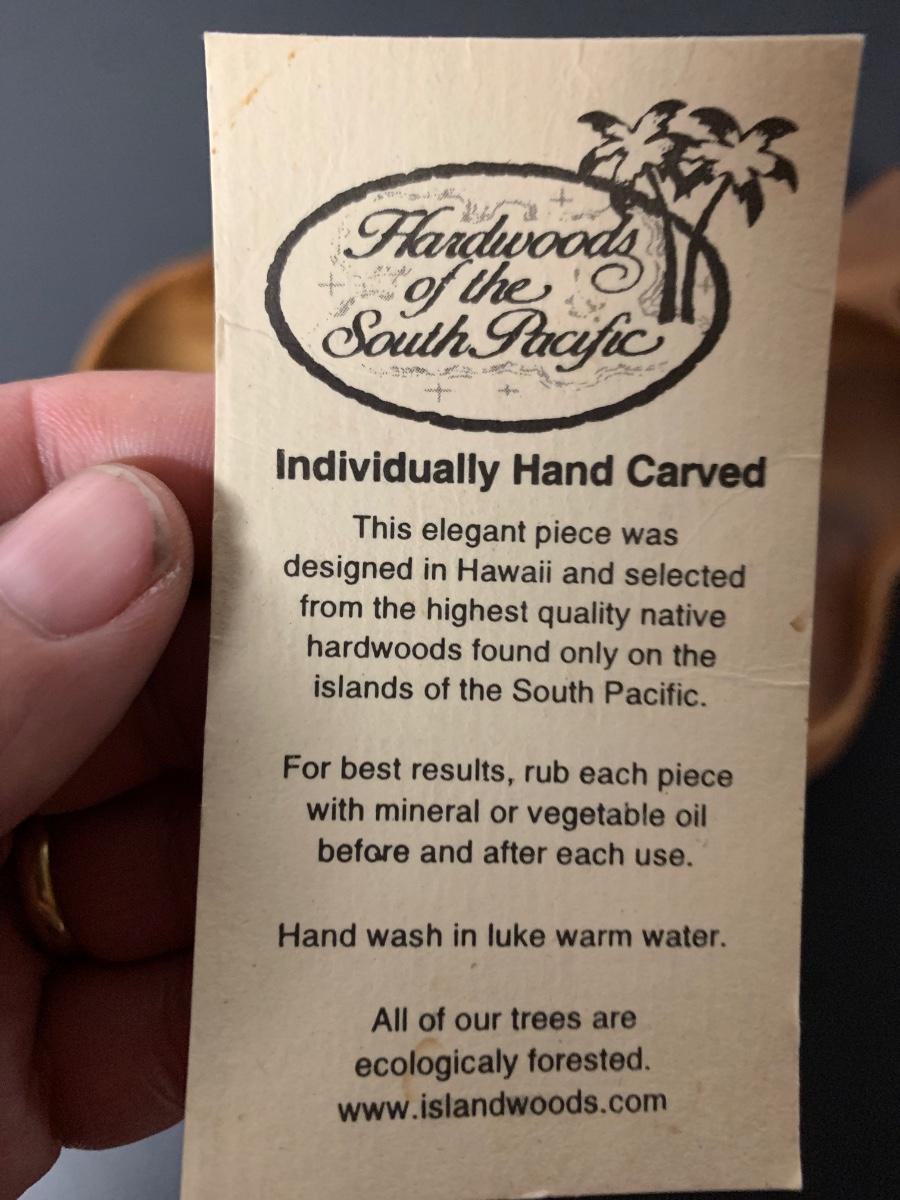 Hardwoods
of the
South Pacific
Individually Hand Carved
This elegant piece was
designed in Hawaii and selected
from the highest quality native
hardwoods found only on the
islands of the South Pacific.
For best results, rub each piece
with mineral or vegetable oil
before and after each use.
Hand wash in luke warm water.
All of our trees are
ecologicaly forested.
www.islandwoods.com